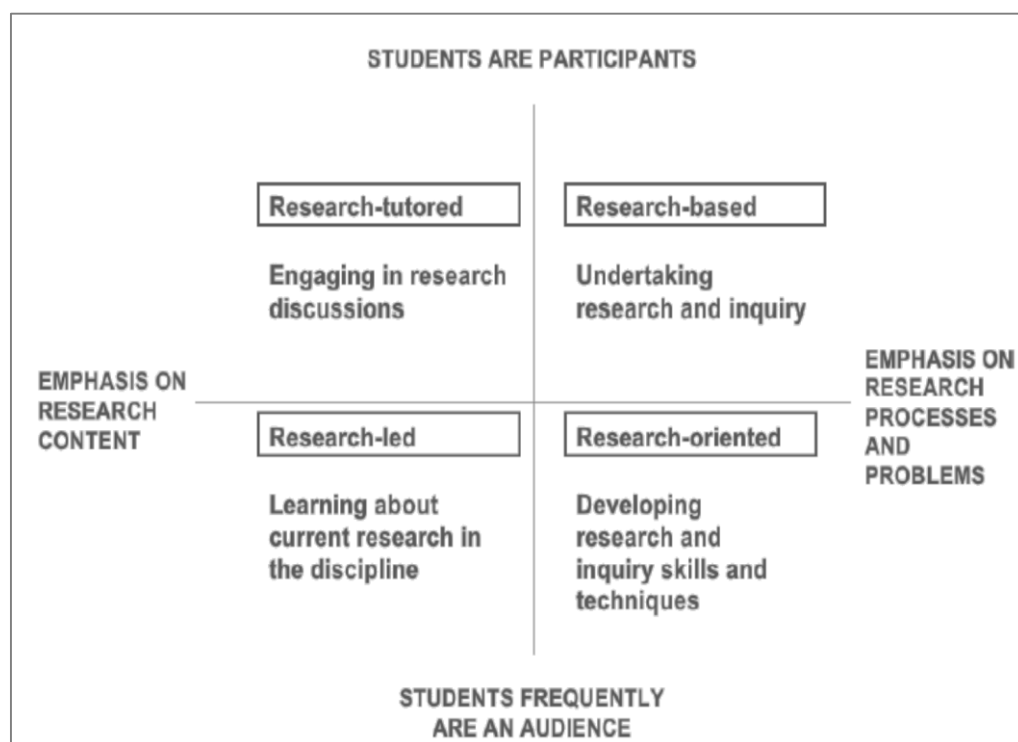 STUDENTS ARE PARTICIPANTS
Research-tutored
Engaging in research
discussions
Research-based
Undertaking
research and inquiry
EMPHASIS ON
RESEARCH
CONTENT
EMPHASIS ON
RESEARCH
PROCESSES
AND
PROBLEMS
Research-led
Learning about
current research in
the discipline
Research-oriented
Developing
research and
inquiry skills and
techniques
STUDENTS FREQUENTLY
ARE AN AUDIENCE